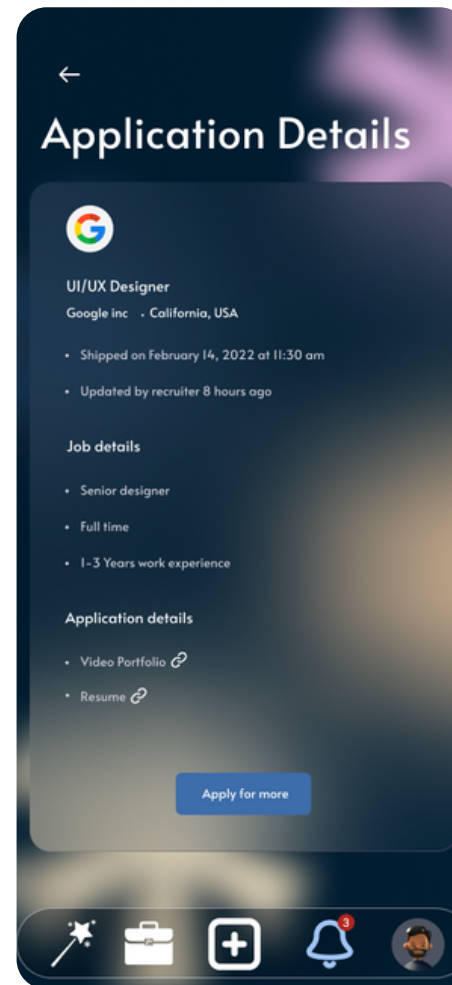 Application Details
G
UI/UX Designer
Google inc • California, USA
• Shipped on February 14, 2022 at 11:30 am
• Updated by recruiter 8 hours ago
Job details
• Senior designer
• Full time
• 1-3 Years work experience
Application details
• Video Portfolio
• Resume
Apply for more
3